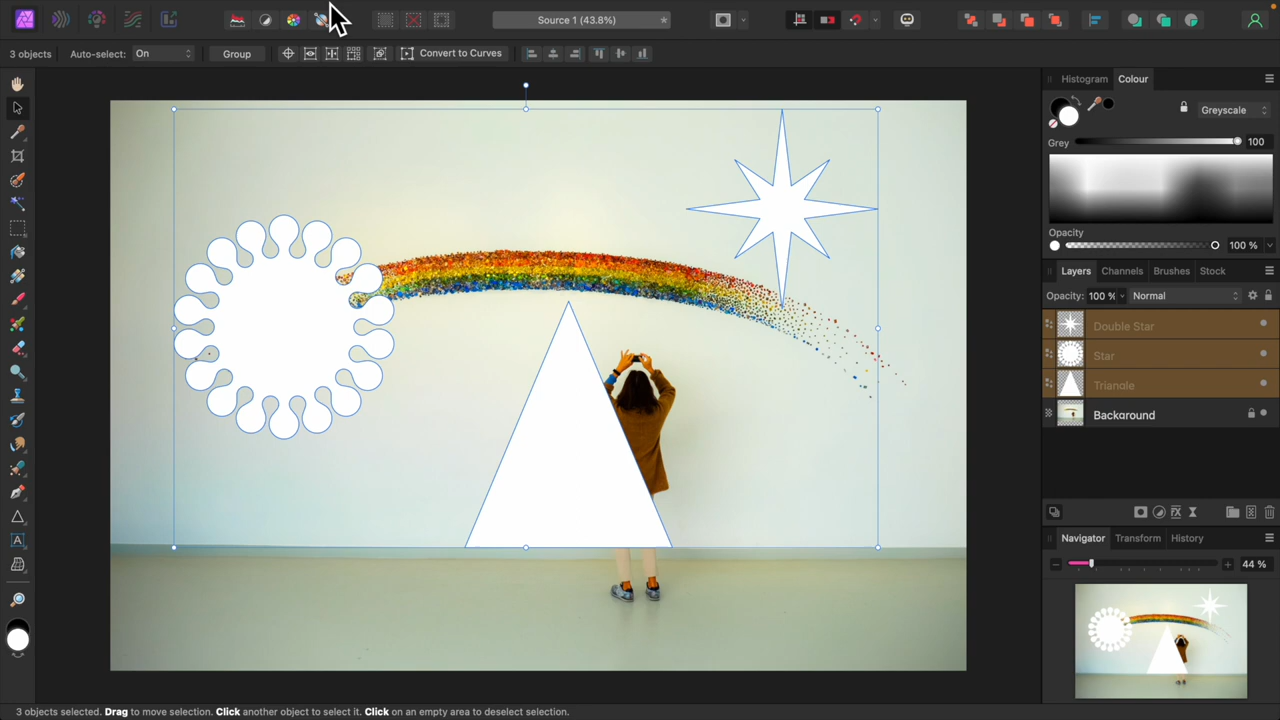 Source 1 (43.8%)
3 objects
Auto-select:
On
Group
Convert to Curves
Histogram
Colour
Greyscale
Grey
100
Opacity
100 %
Layers
Channels
Brushes
Stock
Opacity:
100 %
Normal
Double Star
Star
Triangle
Background
Navigator
Transform
History
44 %
3 objects selected. Drag to move selection. Click another object to select it. Click on an empty area to deselect selection.